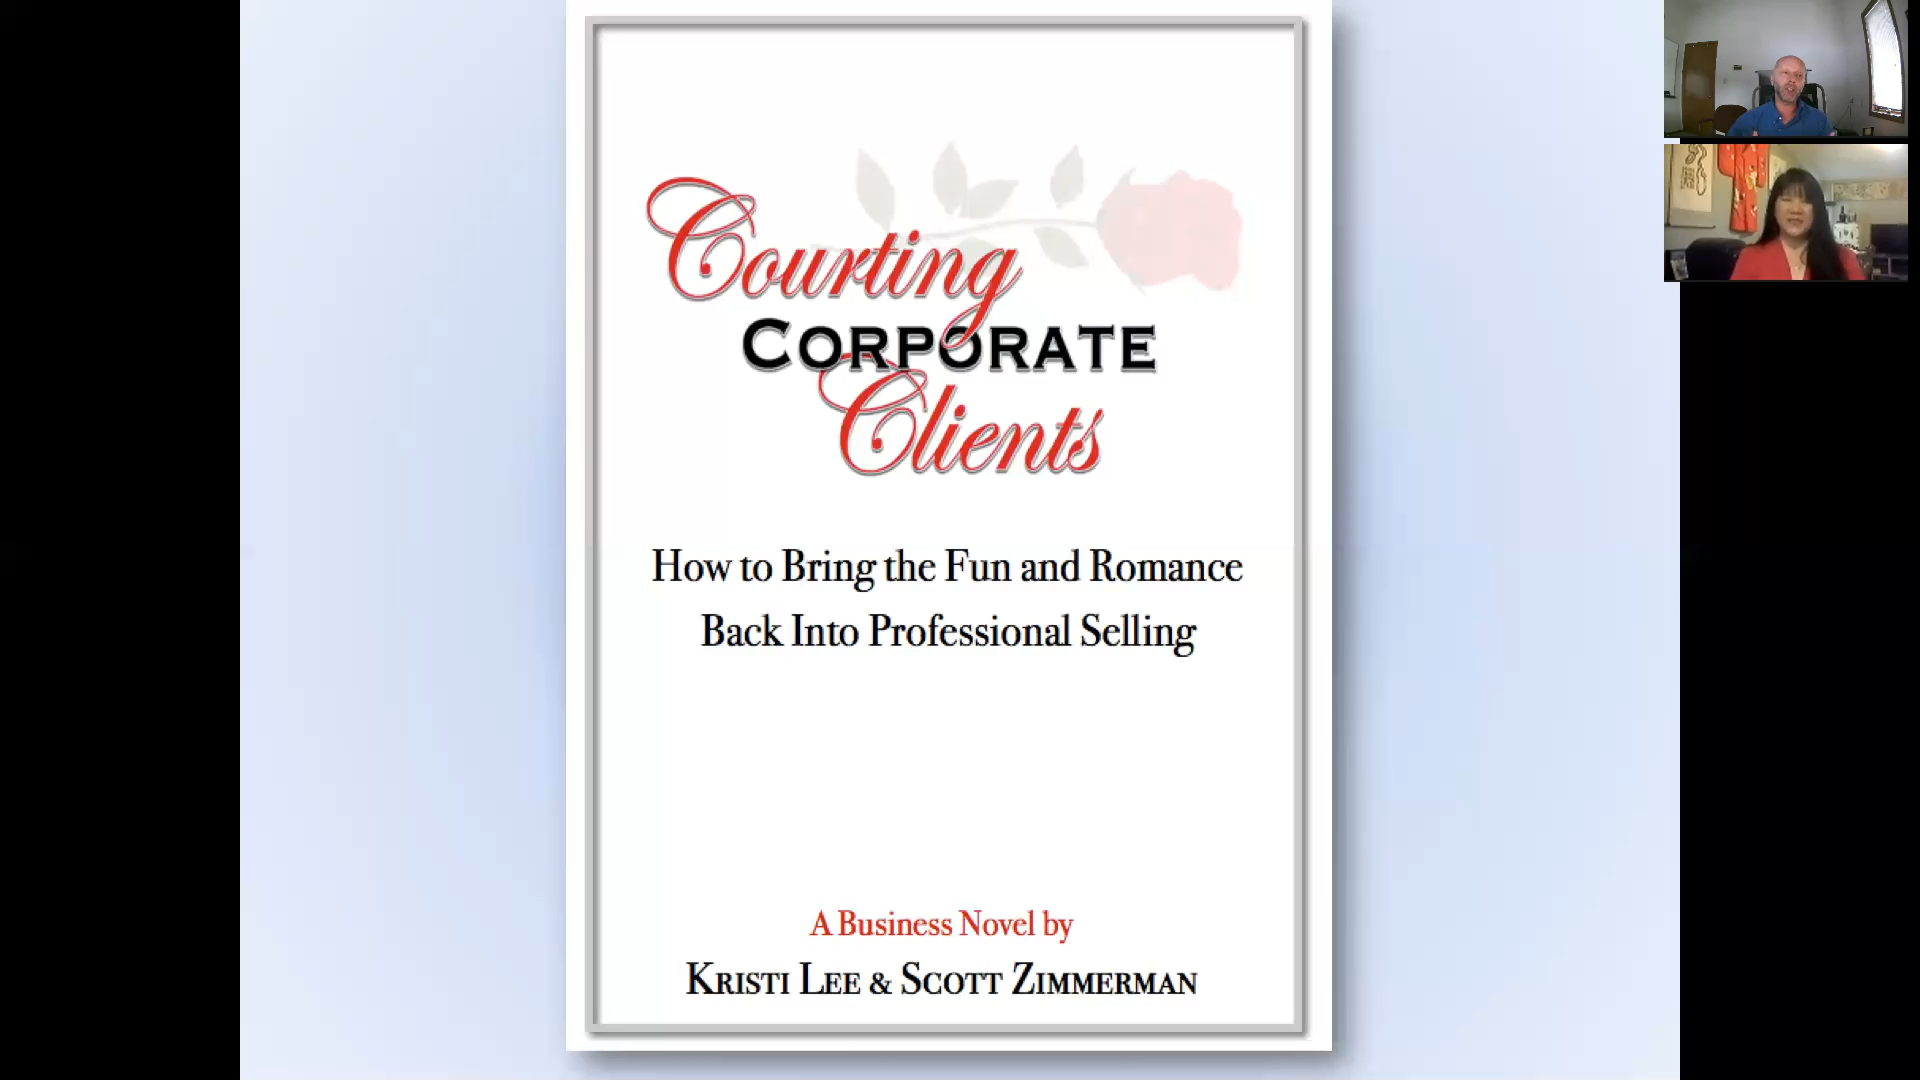 Courting
CORPORATE
Clients
How to Bring the Fun and Romance
Back Into Professional Selling
A Business Novel by
KRISTI LEE & SCOTT ZIMMERMAN